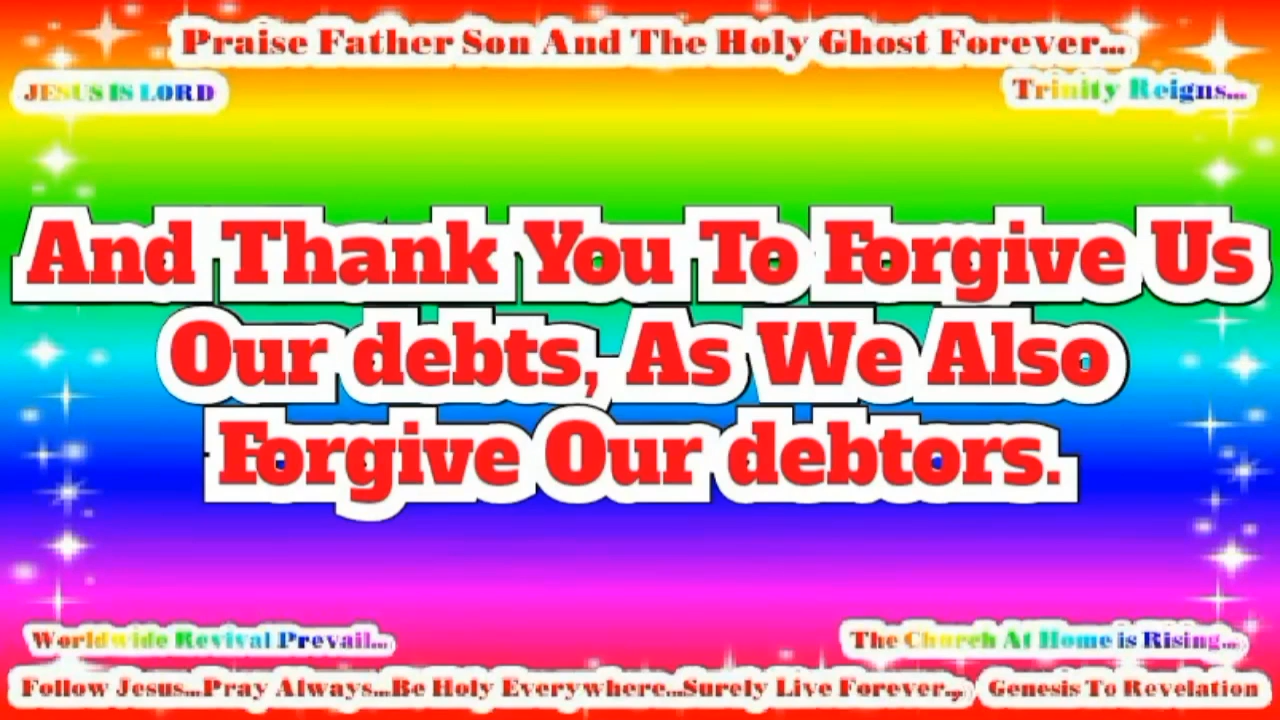 Praise Father Son And The Holy Ghost Forever...
JESUS IS LORD
Trinity Reigns...
And Thank You To Forgive Us
Our debts, As We Also
Forgive Our debtors.
Worldwide Revival Prevail...
The Church At Home is Rising...
Follow Jesus...Pray Always...Be Holy Everywhere...Surely Live Forever...
Genesis To Revelation